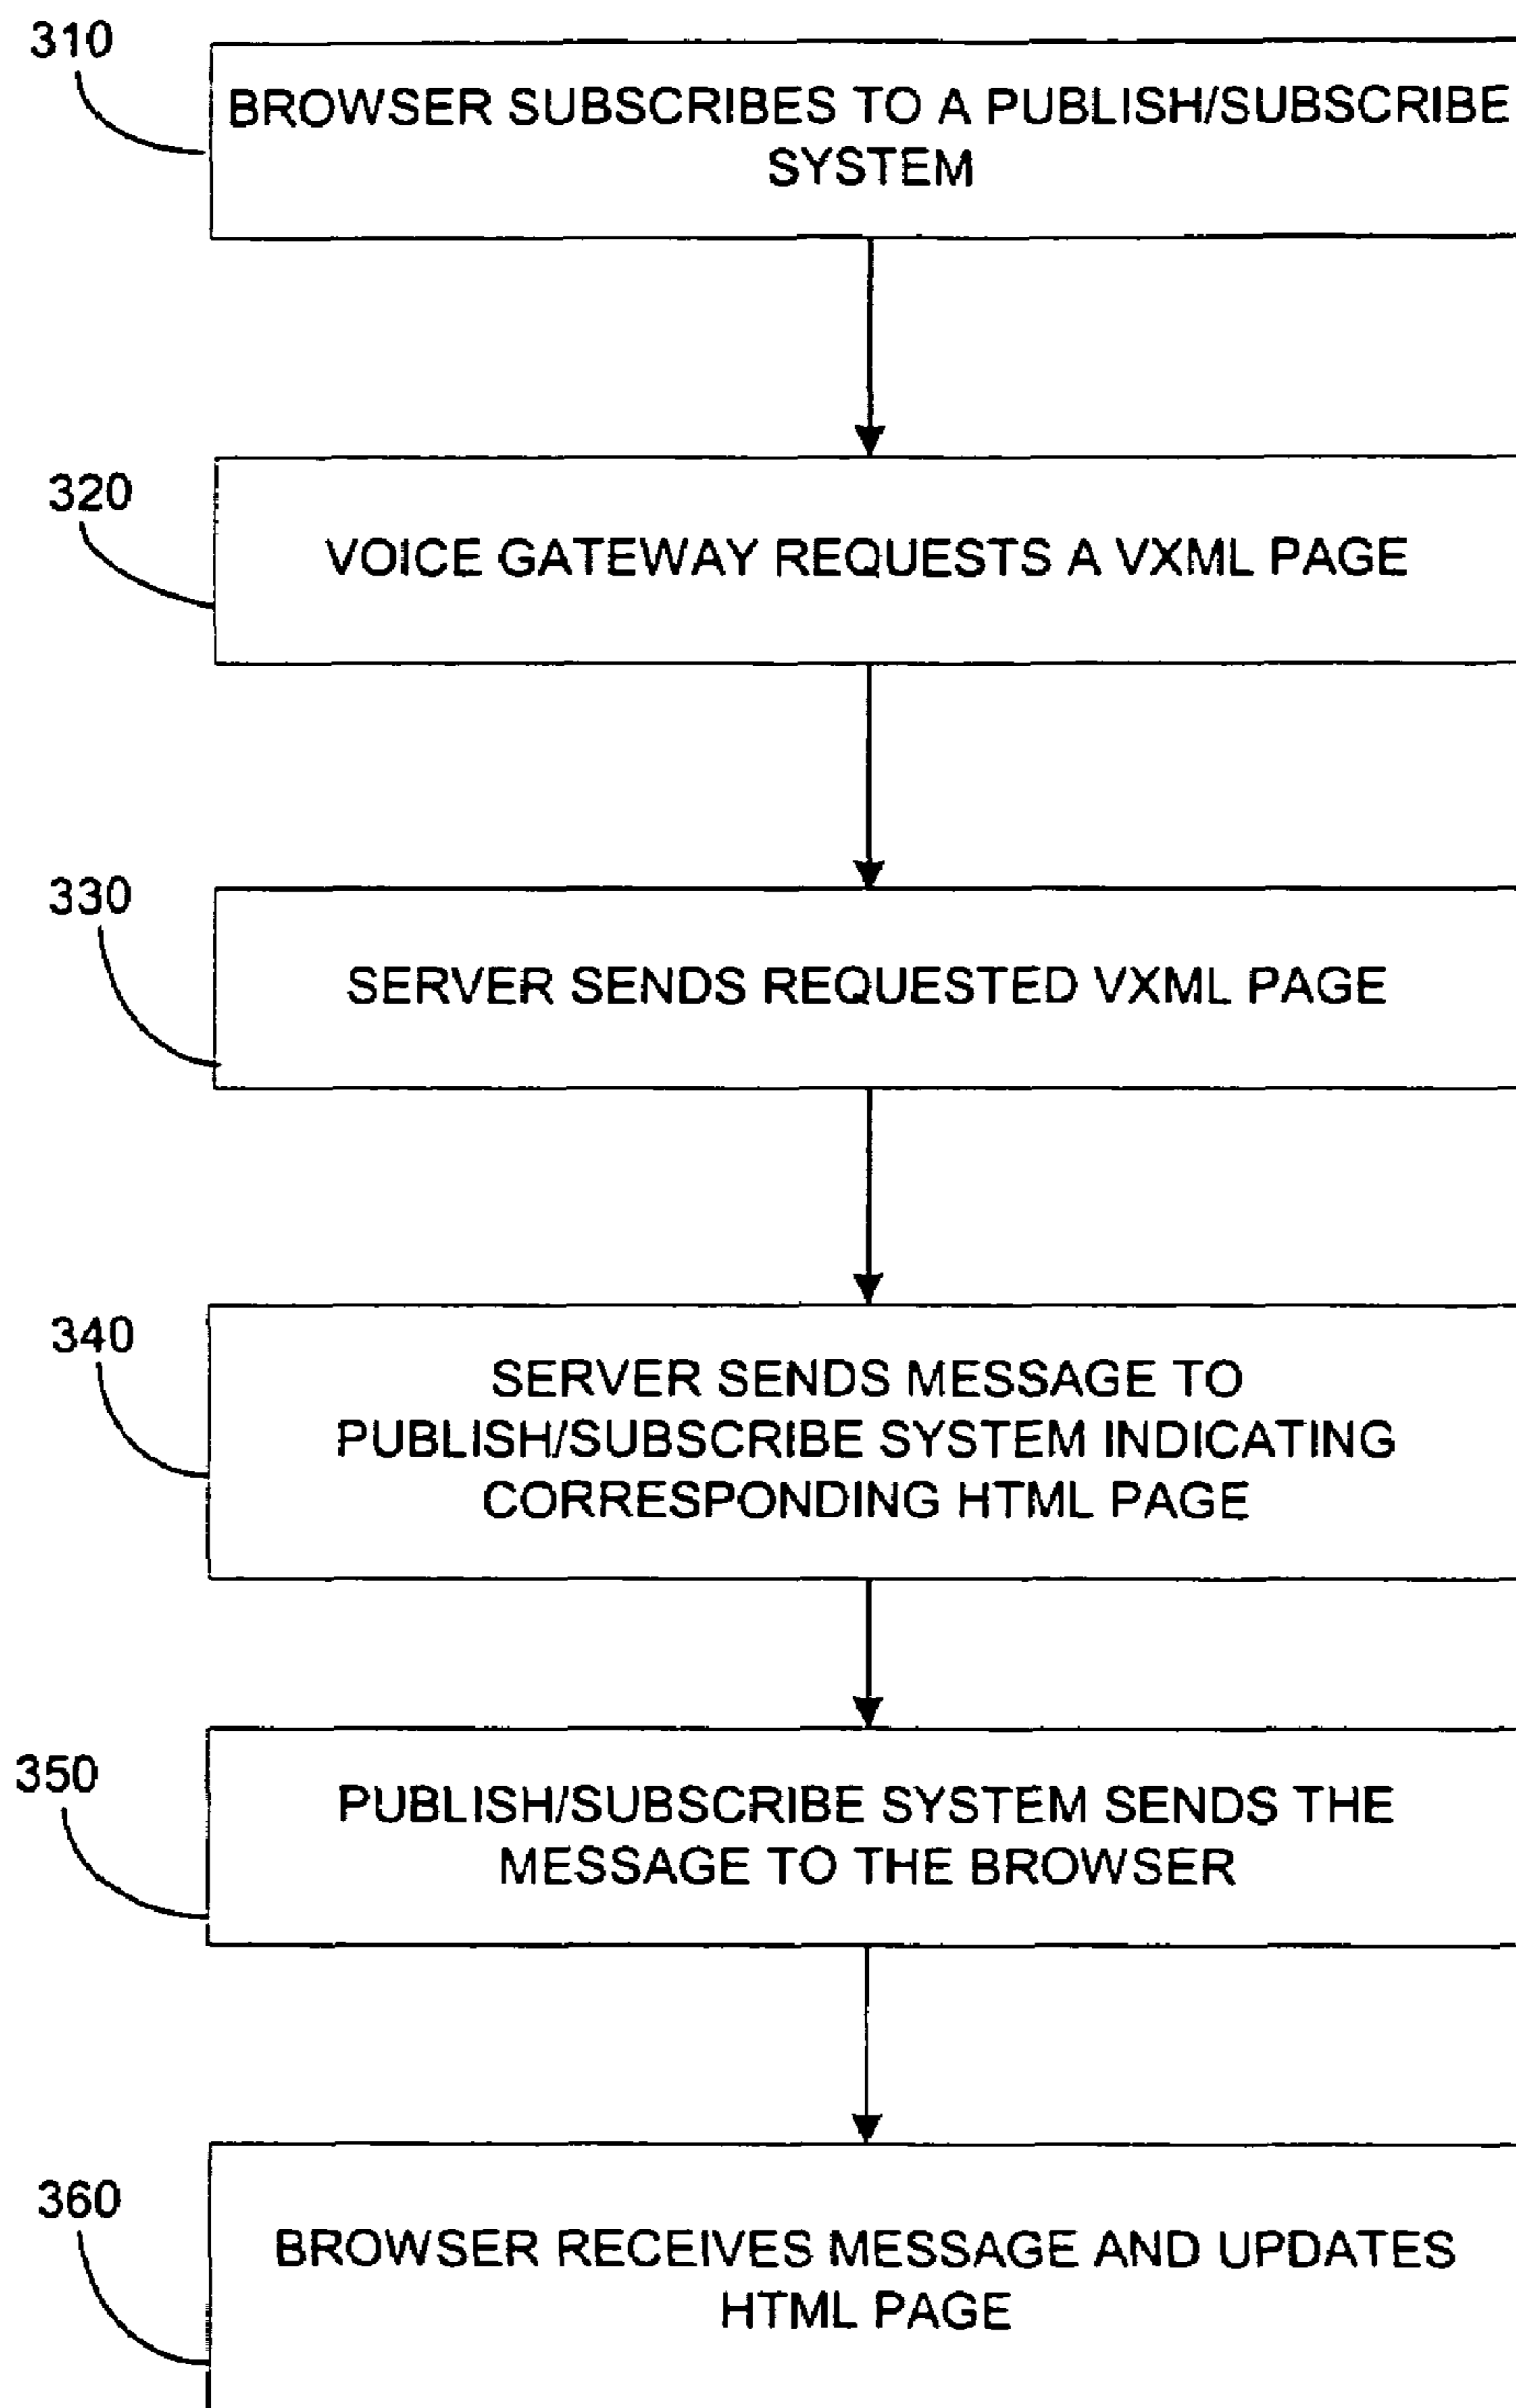 310
BROWSER SUBSCRIBES TO A PUBLISH/SUBSCRIBE
SYSTEM
320
VOICE GATEWAY REQUESTS A VXML PAGE
330
SERVER SENDS REQUESTED VXML PAGE
340
SERVER SENDS MESSAGE TO
PUBLISH/SUBSCRIBE SYSTEM INDICATING
CORRESPONDING HTML PAGE
350
PUBLISH/SUBSCRIBE SYSTEM SENDS THE
MESSAGE TO THE BROWSER
360
BROWSER RECEIVES MESSAGE AND UPDATES
HTML PAGE